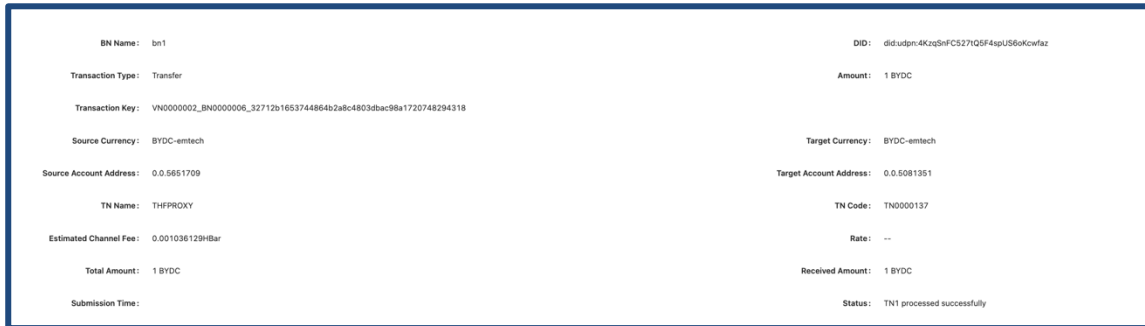 BN Name: bn1 DID: did:udpn:4KzqSnFC527tQ5F4spUS6oKcwfaz
Transaction Type: Transfer Amount: 1 BYDC
Transaction Key: VN0000002_BN0000006_32712b1653744864b2a8c4803dbac98a1720748294318
Source Currency: BYDC-emtech Target Currency: BYDC-emtech
Source Account Address: 0.0.5651709 Target Account Address: 0.0.5081351
TN Name: THFPROXY TN Code: TN0000137
Estimated Channel Fee: 0.001036129HBar Rate: --
Total Amount: 1 BYDC Received Amount: 1 BYDC
Submission Time: Status: TN1 processed successfully